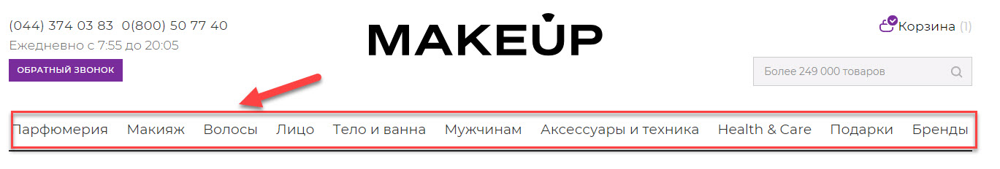 (044) 374 03 83 0(800) 50 77 40
Ежедневно с 7:55 до 20:05
ОБРАТНЫЙ ЗВОНОК
MAKEUP
Корзина (1)
Более 249 000 товаров
Парфюмерия Макияж Волосы Лицо Тело и ванна Мужчинам Аксессуары и техника Health & Care Подарки Бренды